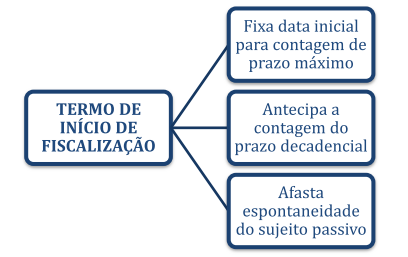 TERMO DE
INÍCIO DE
FISCALIZAÇÃO
Fixa data inicial
para contagem de
prazo máximo
Antecipa a
contagem do
prazo decadencial
Afasta
espontaneidade
do sujeito passivo